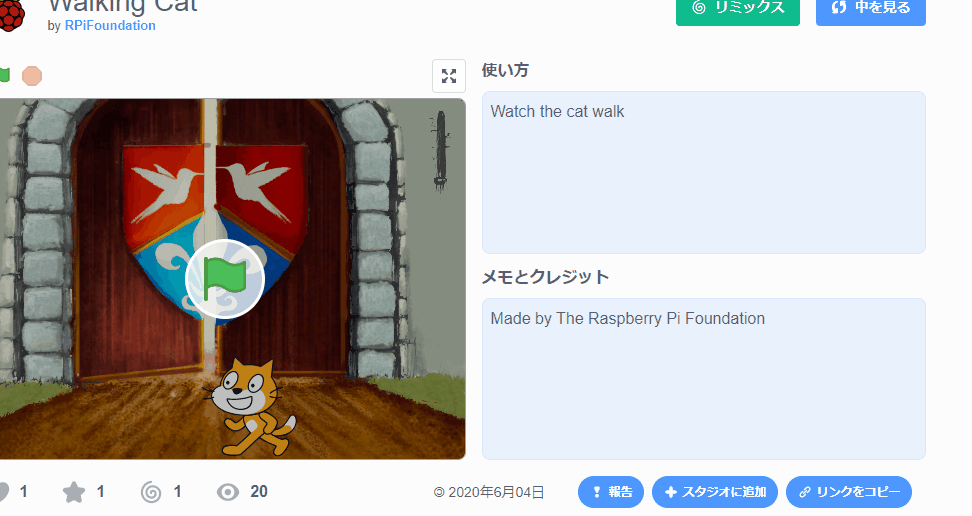 Walking Cat
by RPiFoundation
リミックス
中を見る
使い方
Watch the cat walk
メモとクレジット
Made by The Raspberry Pi Foundation
1
1
1
20
© 2020年6月04日
報告
スタジオに追加
リンクをコピー